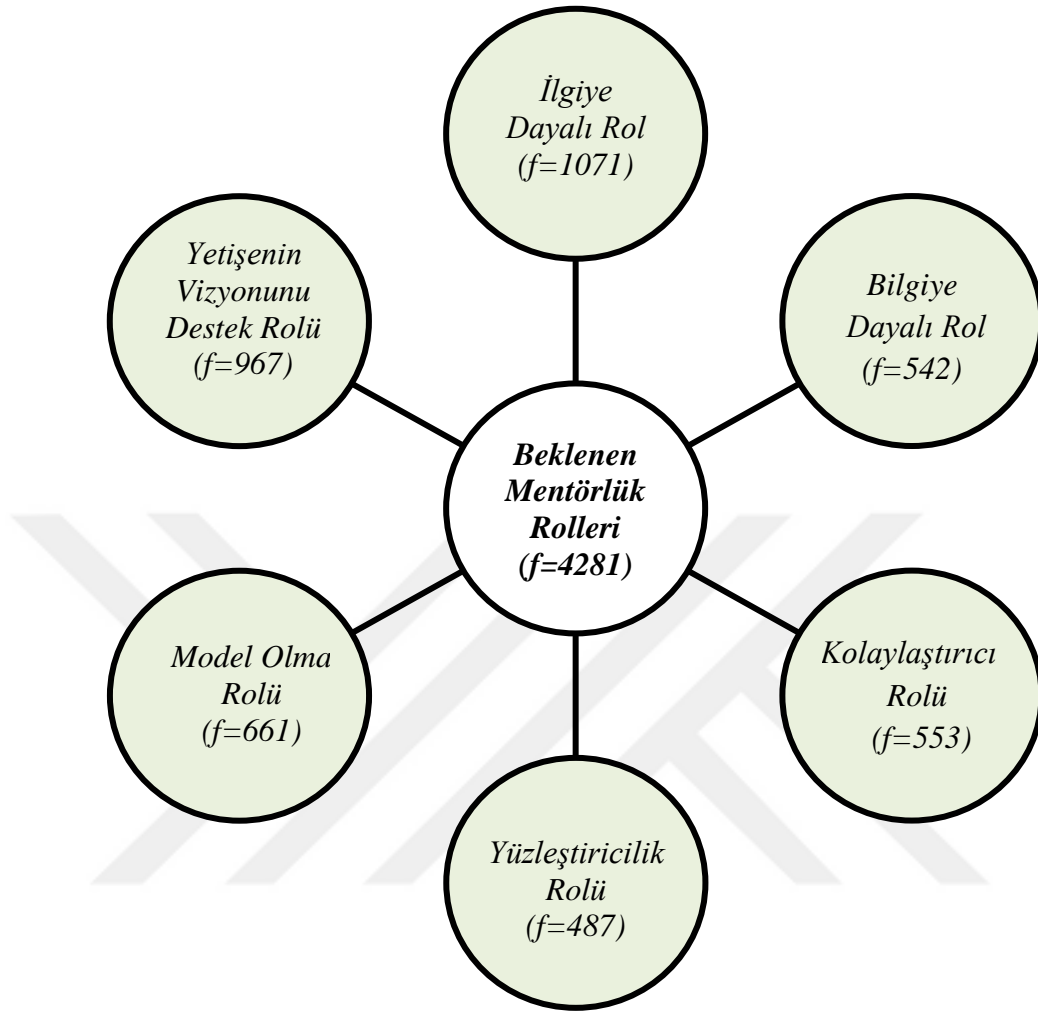 İlgiye
Dayalı Rol
(f=1071)
Yetişenin
Vizyonunu
Destek Rolü
(f=967)
Bilgiye
Dayalı Rol
(f=542)
Beklenen
Mentörlük
Rolleri
(f=4281)
Model Olma
Rolü
(f=661)
Kolaylaştırıcı
Rolü
(f=553)
Yüzleştiricilik
Rolü
(f=487)